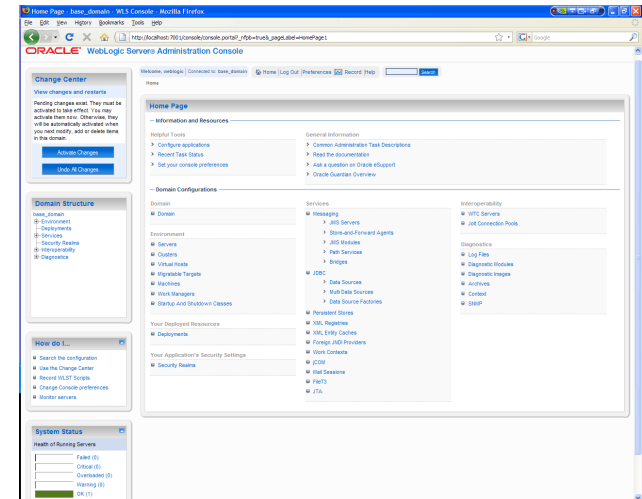 Home Page - base_domain - WLS Console - Mozilla Firefox
File Edit View History Bookmarks Tools Help
http://localhost:7001/console/console.portal?_nfpb=true&_pageLabel=HomePage1
Google
ORACLE WebLogic Server Administration Console
Change Center
View changes and restarts
Pending changes exist. They must be
activated to take effect. You may
activate them now. Otherwise, they
will be automatically activated when
you next modify, add or delete items
in this domain.
Activate Changes
Undo All Changes
Domain Structure
base_domain
Environment
Deployments
Services
Security Realms
Interoperability
Diagnostics
How do I...
Search the configuration
Use the Change Center
Record WLST Scripts
Change Console preferences
Monitor servers
System Status
Health of Running Servers
Failed (0)
Critical (0)
Overloaded (0)
Warning (0)
OK (1)
Welcome, weblogic Connected to: base_domain Home Log Out Preferences Record Help Search
Home
Home Page
Information and Resources
Helpful Tools
Configure applications
Recent Task Status
Set your console preferences
General Information
Common Administration Task Descriptions
Read the documentation
Ask a question on Oracle eSupport
Oracle Guardian Overview
Domain Configurations
Domain
Domain
Environment
Servers
Clusters
Virtual Hosts
Migratable Targets
Machines
Work Managers
Startup And Shutdown Classes
Your Deployed Resources
Deployments
Your Application's Security Settings
Security Realms
Services
Messaging
JMS Servers
Store-and-Forward Agents
JMS Modules
Path Services
Bridges
JDBC
Data Sources
Multi Data Sources
Data Source Factories
Persistent Stores
XML Registries
XML Entity Caches
Foreign JNDI Providers
Work Contexts
jCOM
Mail Sessions
FileT3
JTA
Interoperability
WTC Servers
Jolt Connection Pools
Diagnostics
Log Files
Diagnostic Modules
Diagnostic Images
Archives
Context
SNMP